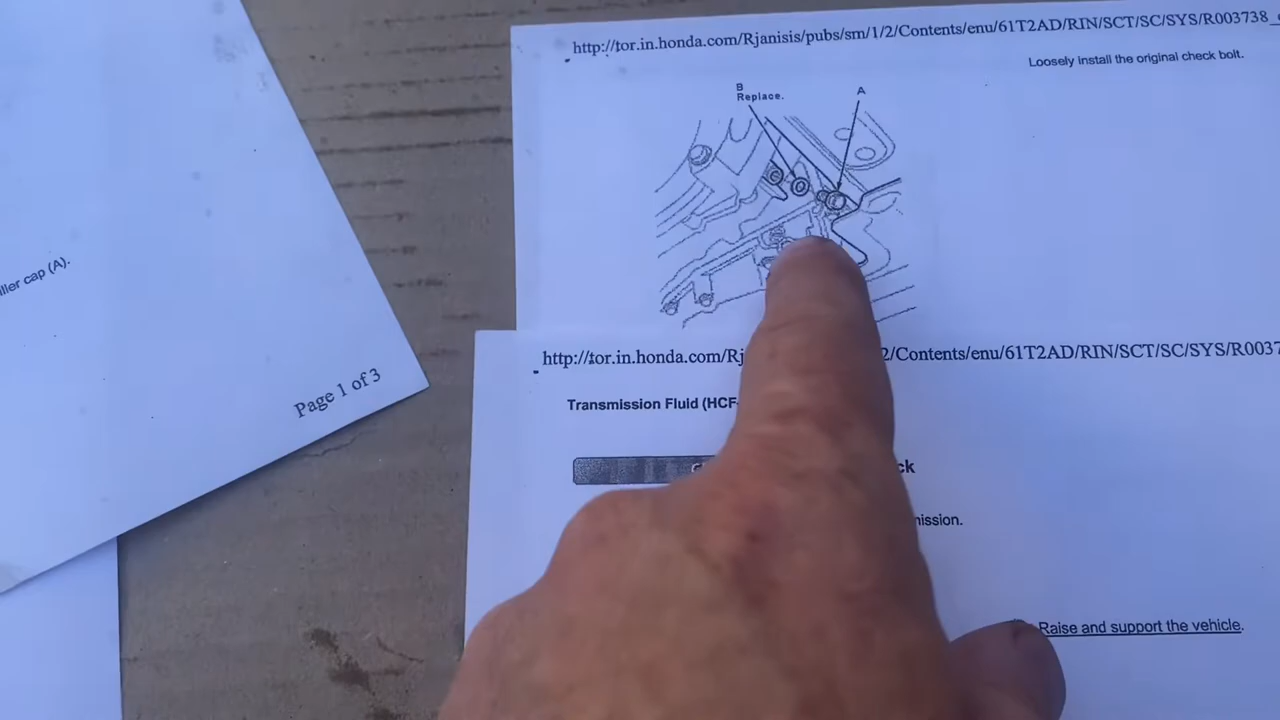 http://tor.in.honda.com/Rjanisis/pubs/sm/1/2/Contents/enu/61T2AD/RIN/SCT/SC/SYS/R003738_
Loosely install the original check bolt.
B
Replace.
A
iller cap (A).
Page 1 of 3
http://tor.in.honda.com/Rj
2/Contents/enu/61T2AD/RIN/SCT/SC/SYS/R0037
Transmission Fluid (HCF-
ck
nission.
Raise and support the vehicle.